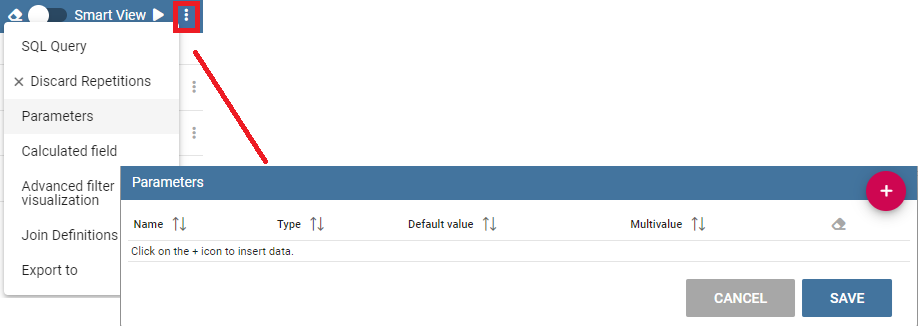 Smart View
SQL Query
× Discard Repetitions
Parameters
Calculated field
Advanced filter
visualization
Join Definitions
Export to
Parameters
+
Name Type Default value Multivalue
Click on the + icon to insert data.
CANCEL SAVE